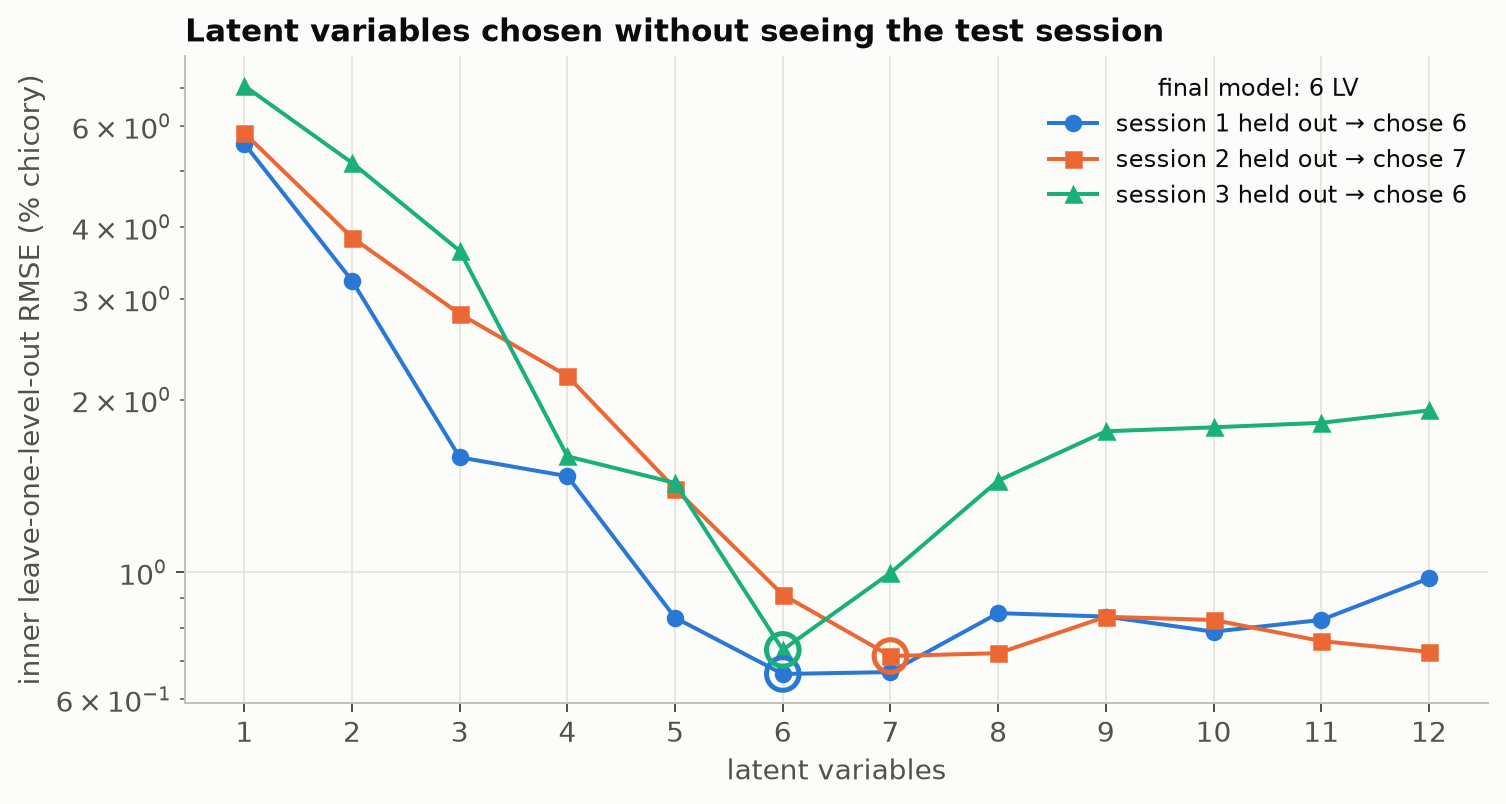 Latent variables chosen without seeing the test session
inner leave-one-level-out RMSE (% chicory)
6 × 10⁰
4 × 10⁰
3 × 10⁰
2 × 10⁰
10⁰
6 × 10⁻¹
final model: 6 LV
session 1 held out → chose 6
session 2 held out → chose 7
session 3 held out → chose 6
1 2 3 4 5 6 7 8 9 10 11 12
latent variables